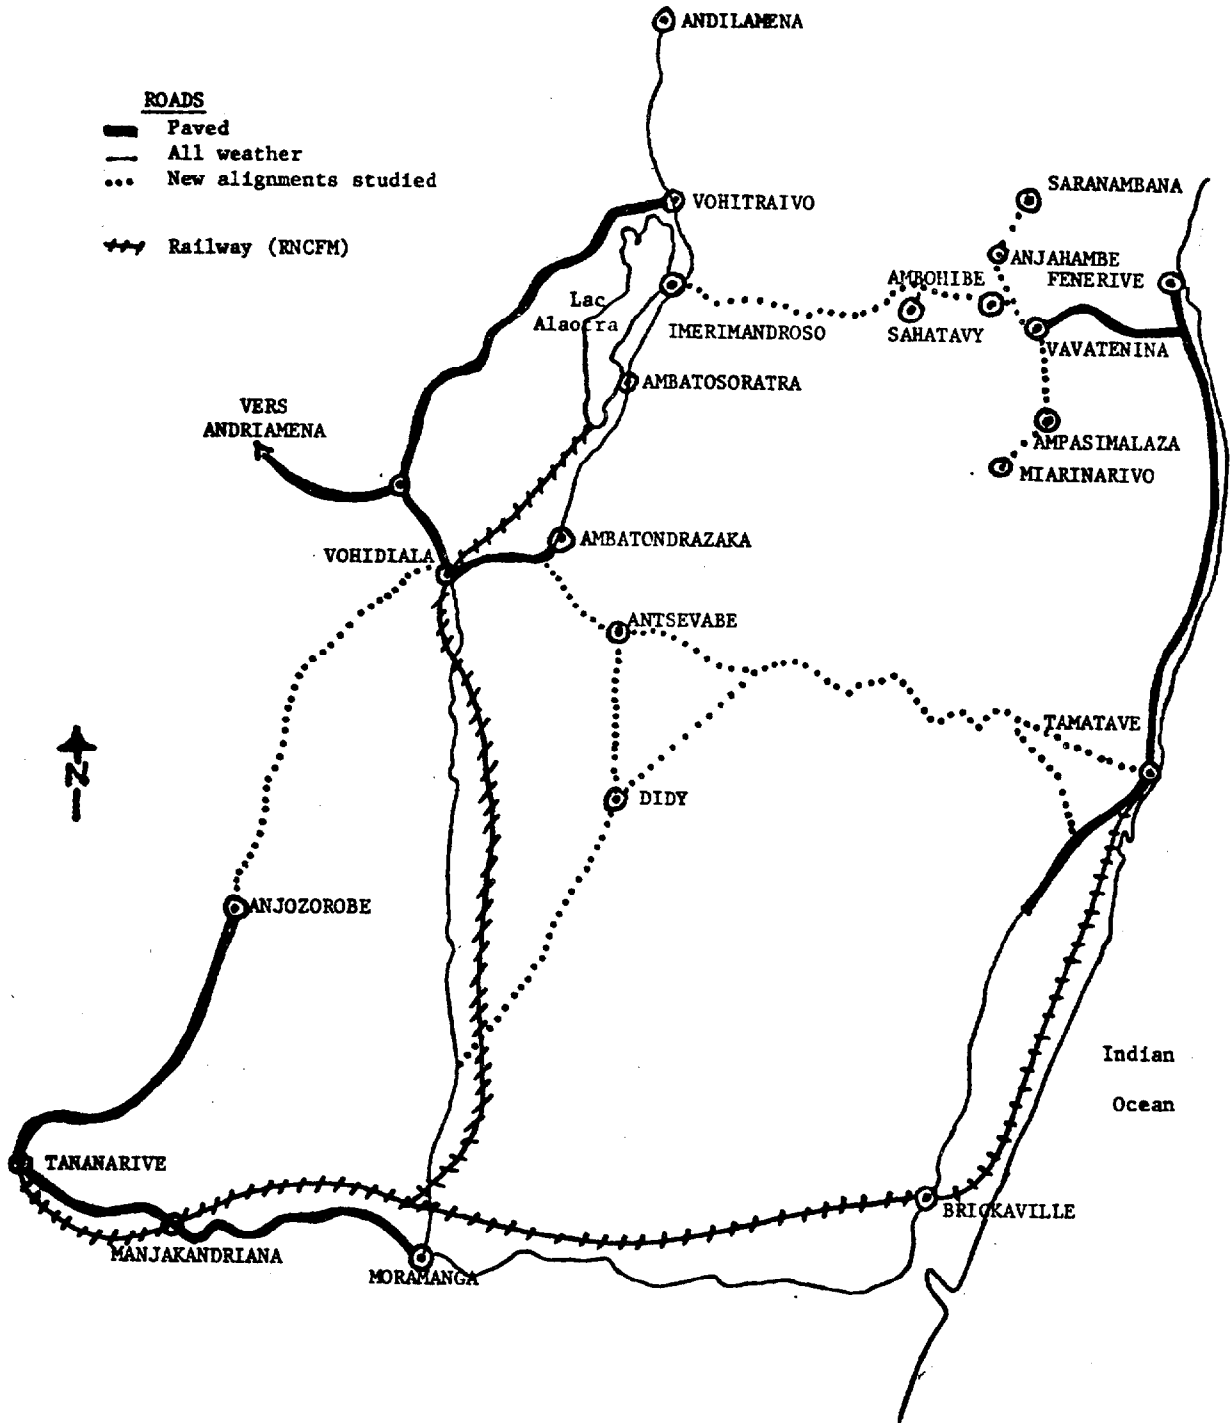 ANDILAMENA
ROADS
Paved
All weather
New alignments studied
Railway (RNCFM)
SARANAMBANA
VOHITRAIVO
ANJAHAMBE
AMBOHIBE
FENERIVE
Lac
Alaotra
IMERIMANDROSO
SAHATAVY
VAVATENINA
AMBATOSORATRA
VERS
ANDRIAMENA
AMPASIMALAZA
MIARINARIVO
AMBATONDRAZAKA
VOHIDIALA
ANTSEVABE
TAMATAVE
N
DIDY
ANJOZOROBE
Indian
Ocean
TANANARIVE
BRICKAVILLE
MANJAKANDRIANA
MORAMANGA